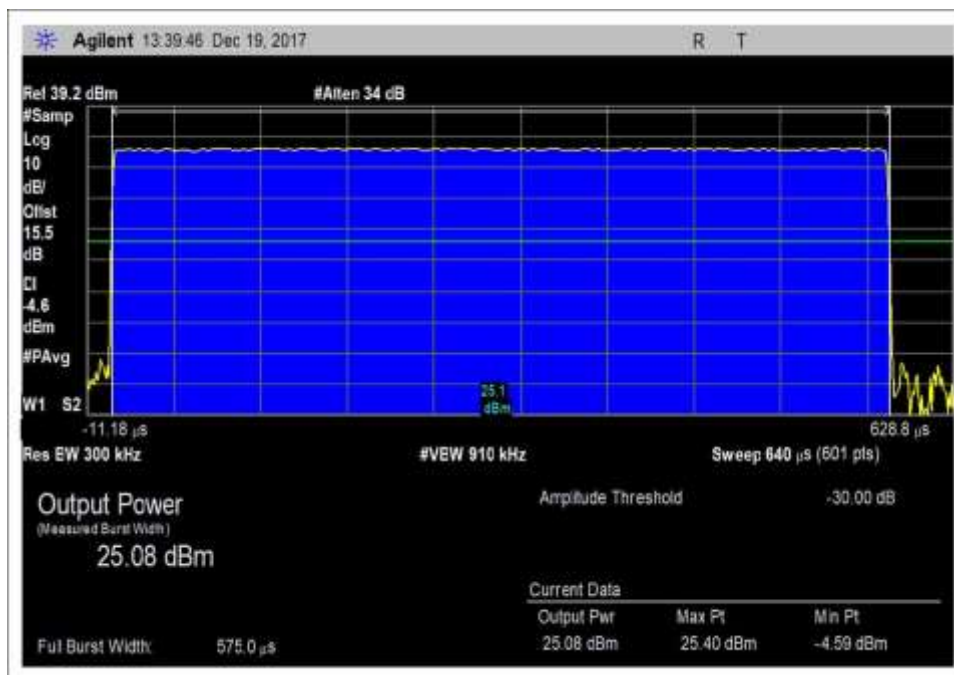 Agilent 13:39:46 Dec 19, 2017 R T
Ref 39.2 dBm #Atten 34 dB
#Samp
Log
10
dB/
Offst
15.5
dB
DI
-4.6
dBm
#PAvg
25.1
dBm
W1 S2
-11.18 µs 628.8 µs
Res BW 300 kHz #VBW 910 kHz Sweep 640 µs (601 pts)
Output Power
(Measured Burst Width)
25.08 dBm
Amplitude Threshold -30.00 dB
Current Data
Output Pwr Max Pt Min Pt
25.08 dBm 25.40 dBm -4.59 dBm
Full Burst Width: 575.0 µs